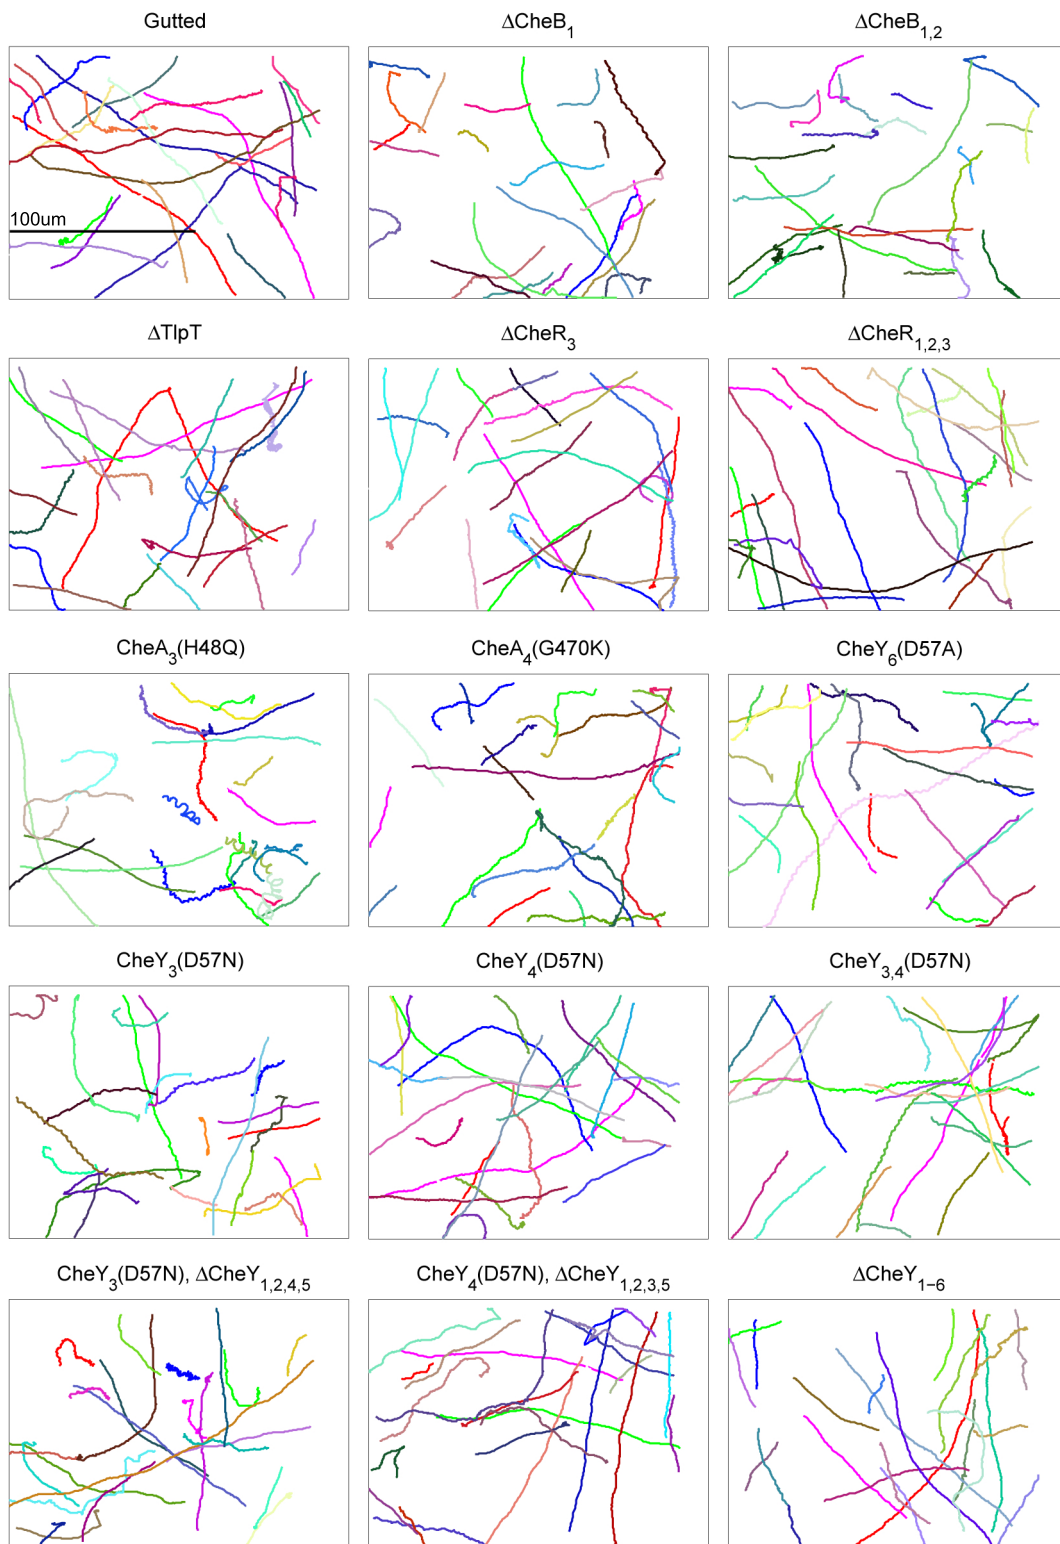 Gutted ΔCheB₁ ΔCheB₁,₂
100um
ΔTlpT ΔCheR₃ ΔCheR₁,₂,₃
CheA₃(H48Q) CheA₄(G470K) CheY₆(D57A)
CheY₃(D57N) CheY₄(D57N) CheY₃,₄(D57N)
CheY₃(D57N), ΔCheY₁,₂,₄,₅ CheY₄(D57N), ΔCheY₁,₂,₃,₅ ΔCheY₁₋₆